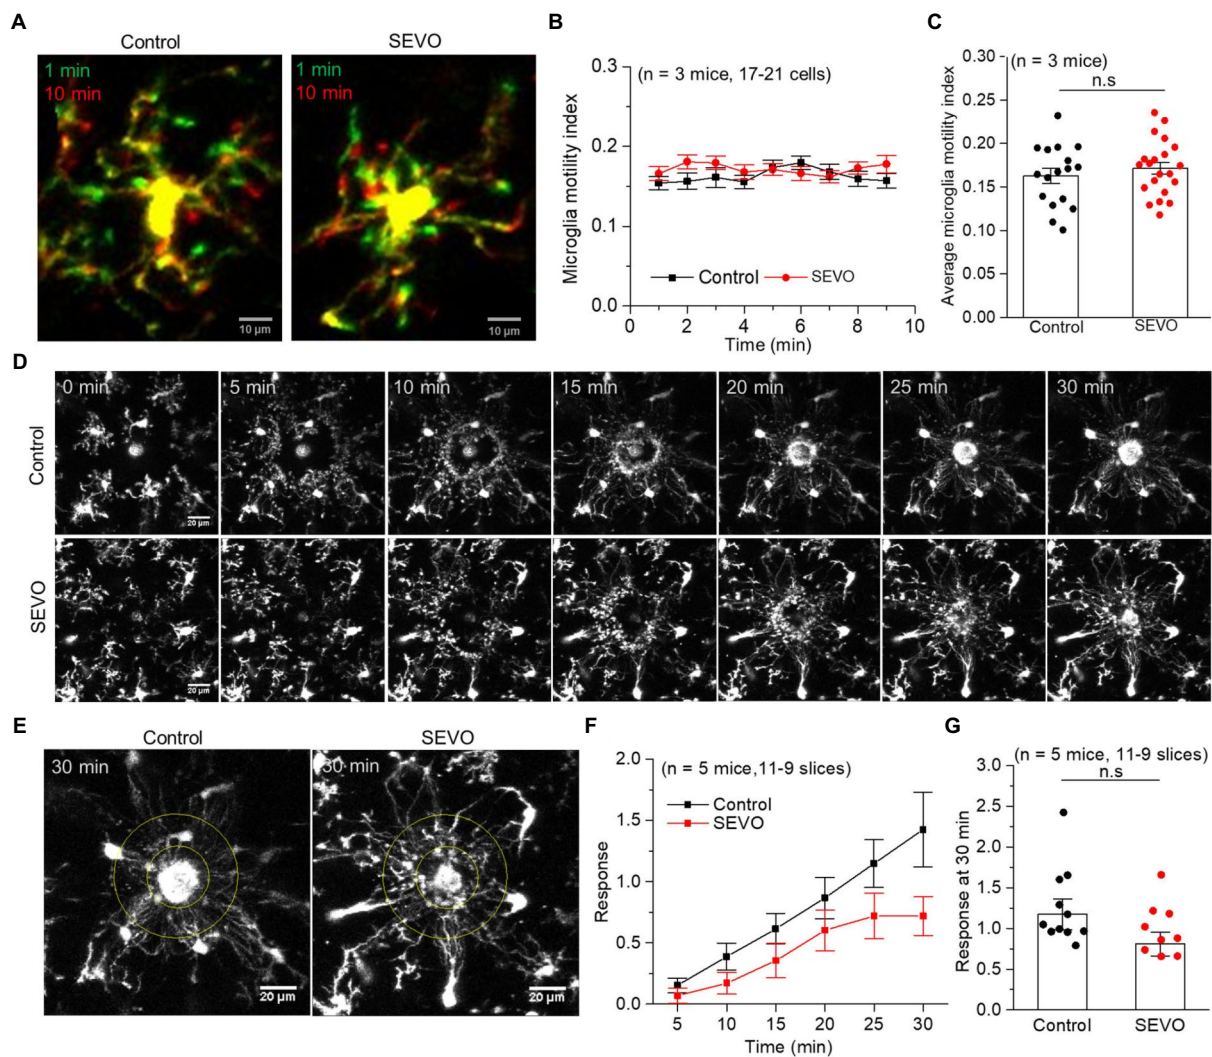 A
Control
SEVO
1 min
10 min
10 µm
1 min
10 min
10 µm
B
(n = 3 mice, 17-21 cells)
Microglia motility index
0.3
0.2
0.1
0.0
Control
SEVO
0
2
4
6
8
10
Time (min)
C
(n = 3 mice)
n.s
Average microglia motility index
0.30
0.25
0.20
0.15
0.10
0.05
0.00
Control
SEVO
D
Control
0 min
5 min
10 min
15 min
20 min
25 min
30 min
20 µm
SEVO
20 µm
E
Control
SEVO
30 min
20 µm
30 min
20 µm
F
(n = 5 mice,11-9 slices)
Response
2.0
1.5
1.0
0.5
0.0
Control
SEVO
5
10
15
20
25
30
Time (min)
G
(n = 5 mice, 11-9 slices)
n.s
Response at 30 min
3.0
2.5
2.0
1.5
1.0
0.5
0.0
Control
SEVO